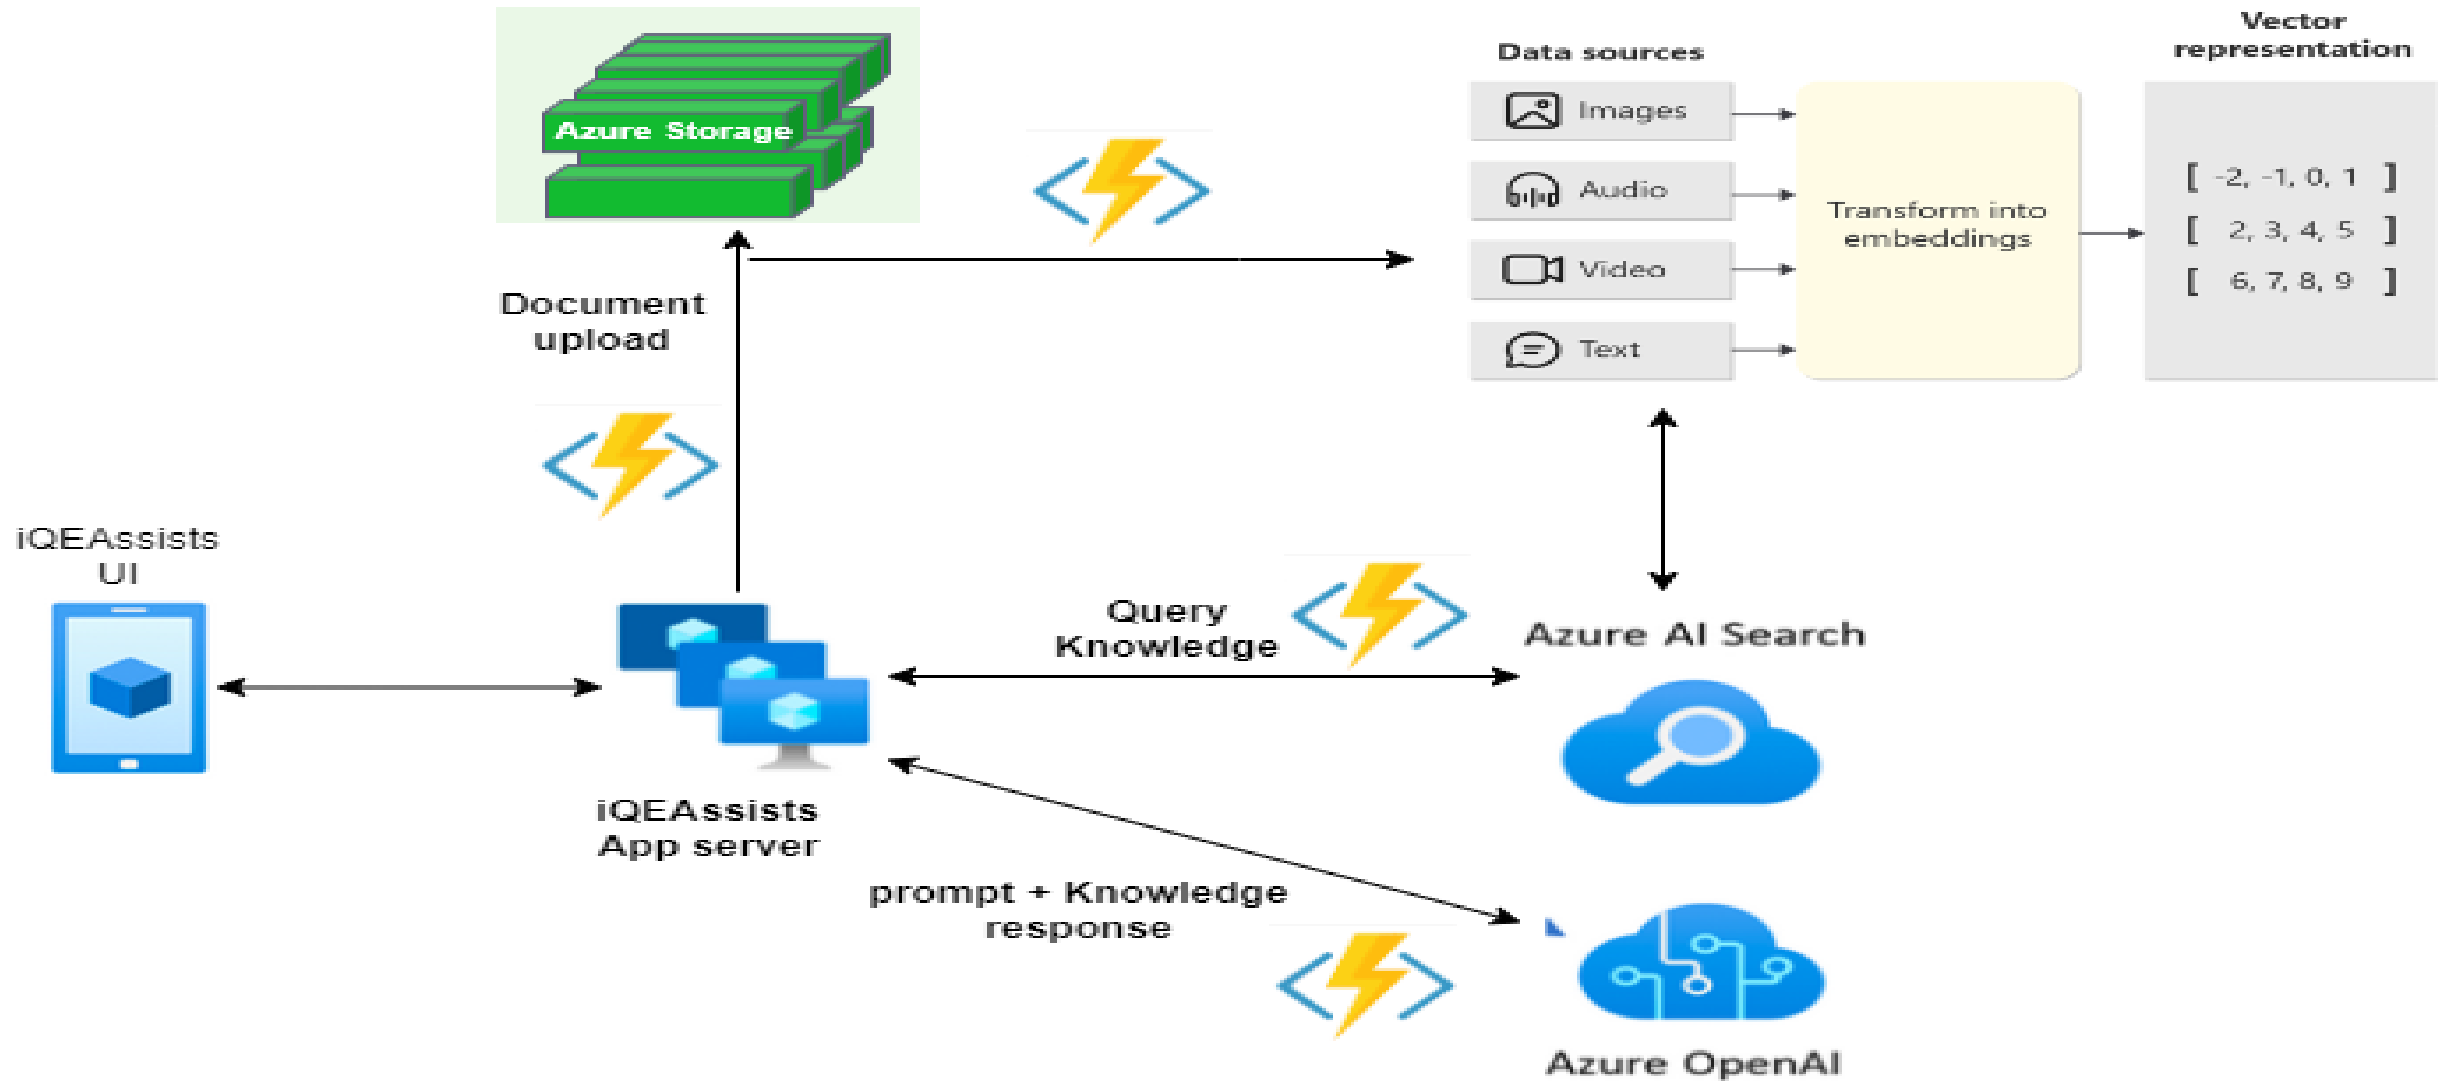 Vector
representation
Data sources
Azure Storage
Images
Audio
Video
Text
Transform into
embeddings
[ -2, -1, 0, 1 ]
[ 2, 3, 4, 5 ]
[ 6, 7, 8, 9 ]
Document
upload
iQEAssists
UI
Query
Knowledge
Azure AI Search
iQEAssists
App server
prompt + Knowledge
response
Azure OpenAI